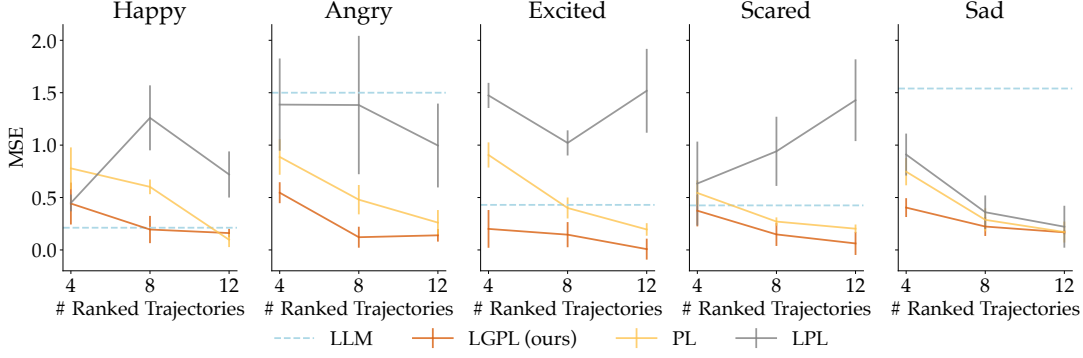 Happy Angry Excited Scared Sad
MSE
2.0
1.5
1.0
0.5
0.0
4 8 12 4 8 12 4 8 12 4 8 12 4 8 12
# Ranked Trajectories # Ranked Trajectories # Ranked Trajectories # Ranked Trajectories # Ranked Trajectories
LLM LGPL (ours) PL LPL